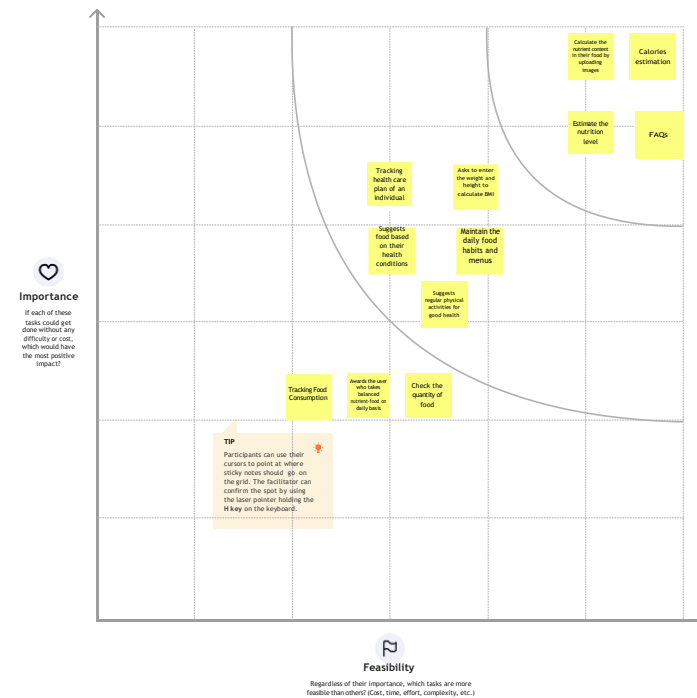 Calculate the
nutrient content
in their food by
uploading
images
Calories
estimation
Estimate the
nutrition
level
FAQs
Tracking
health care
plan of an
individual
Asks to enter
the weight and
height to
calculate BMI
Suggests
food based
on their
health
conditions
Maintain the
daily food
habits and
menus
Suggests
regular physical
activities for
good health
Importance
If each of these
tasks could get
done without any
difficulty or cost,
which would have
the most positive
impact?
Tracking Food
Consumption
Awards the user
who takes
balanced
nutrient-food on
daily basis
Check the
quantity of
food
TIP
Participants can use their
cursors to point at where
sticky notes should go on
the grid. The facilitator can
confirm the spot by using
the laser pointer holding the
H key on the keyboard.
Feasibility
Regardless of their importance, which tasks are more
feasible than others? (Cost, time, effort, complexity, etc.)